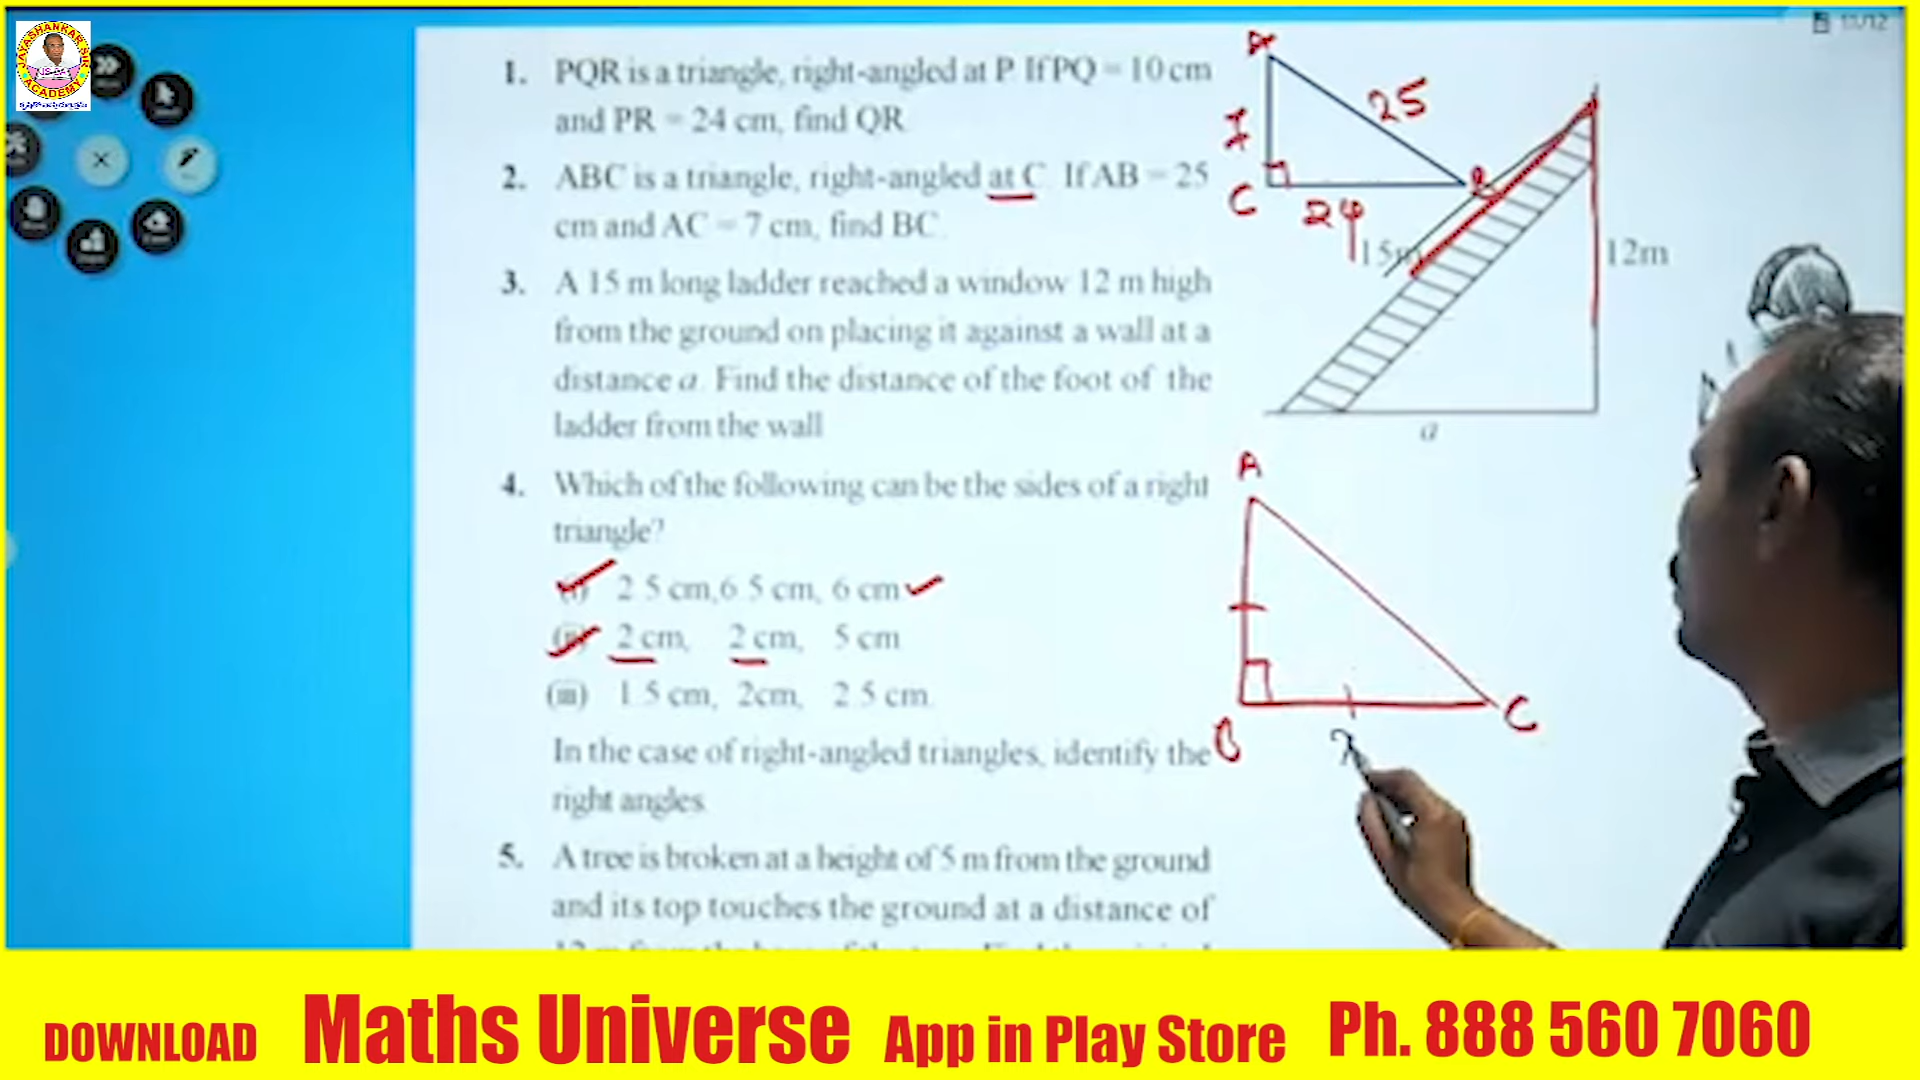 JAYASHANKAR SIR
ACADEMY
11/12
1. PQR is a triangle, right-angled at P. If PQ = 10 cm
and PR = 24 cm, find QR.
2. ABC is a triangle, right-angled at C. If AB = 25
cm and AC = 7 cm, find BC.
3. A 15 m long ladder reached a window 12 m high
from the ground on placing it against a wall at a
distance a. Find the distance of the foot of the
ladder from the wall.
4. Which of the following can be the sides of a right
triangle?
(i) 2.5 cm, 6.5 cm, 6 cm
(ii) 2 cm, 2 cm, 5 cm
(iii) 1.5 cm, 2cm, 2.5 cm.
In the case of right-angled triangles, identify the
right angles.
5. A tree is broken at a height of 5 m from the ground
and its top touches the ground at a distance of
A
25
7
C
24
B
15m
12m
a
A
B
C
DOWNLOAD Maths Universe App in Play Store Ph. 888 560 7060